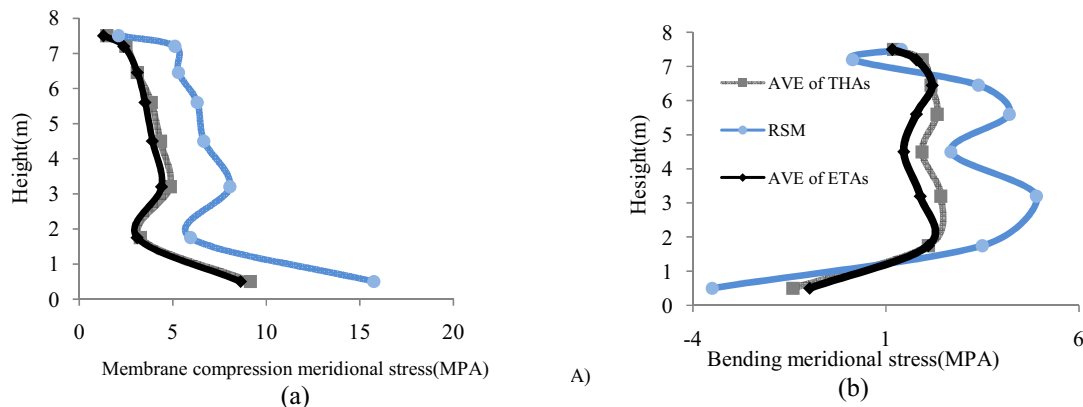 8
7
6
5
4
3
2
1
0
Height(m)
0 5 10 15 20
Membrane compression meridional stress(MPA)
(a)
A)
8
7
6
5
4
3
2
1
0
Hesight(m)
AVE of THAs
RSM
AVE of ETAs
-4 1 6
Bending meridional stress(MPA)
(b)